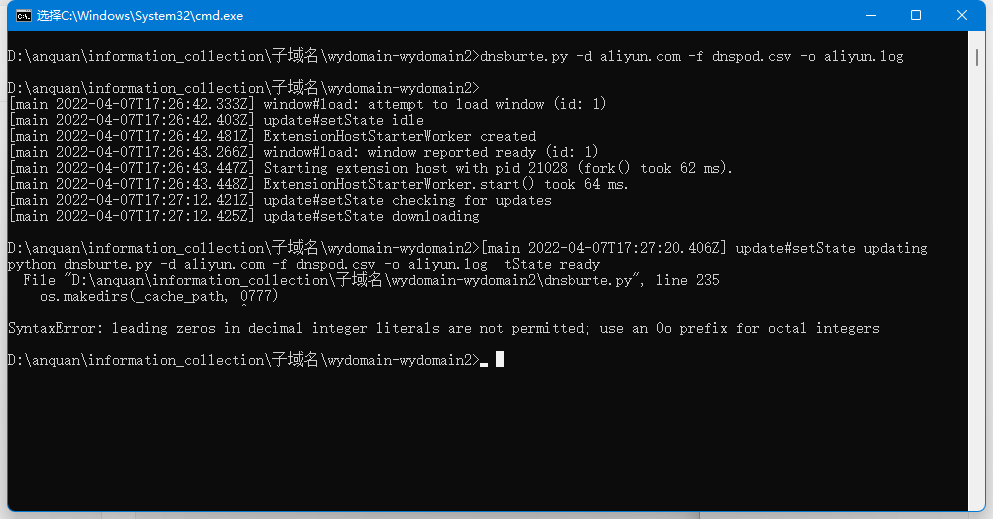 选择C:\Windows\System32\cmd.exe
D:\anquan\information_collection\子域名\wydomain-wydomain2>dnsburte.py -d aliyun.com -f dnspod.csv -o aliyun.log
D:\anquan\information_collection\子域名\wydomain-wydomain2>
[main 2022-04-07T17:26:42.333Z] window#load: attempt to load window (id: 1)
[main 2022-04-07T17:26:42.403Z] update#setState idle
[main 2022-04-07T17:26:42.481Z] ExtensionHostStarterWorker created
[main 2022-04-07T17:26:43.266Z] window#load: window reported ready (id: 1)
[main 2022-04-07T17:26:43.447Z] Starting extension host with pid 21028 (fork() took 62 ms).
[main 2022-04-07T17:26:43.448Z] ExtensionHostStarterWorker.start() took 64 ms.
[main 2022-04-07T17:27:12.421Z] update#setState checking for updates
[main 2022-04-07T17:27:12.425Z] update#setState downloading
D:\anquan\information_collection\子域名\wydomain-wydomain2>[main 2022-04-07T17:27:20.406Z] update#setState updating
python dnsburte.py -d aliyun.com -f dnspod.csv -o aliyun.log  tState ready
  File "D:\anquan\information_collection\子域名\wydomain-wydomain2\dnsburte.py", line 235
    os.makedirs(_cache_path, 0777)
                             ^
SyntaxError: leading zeros in decimal integer literals are not permitted; use an 0o prefix for octal integers
D:\anquan\information_collection\子域名\wydomain-wydomain2>